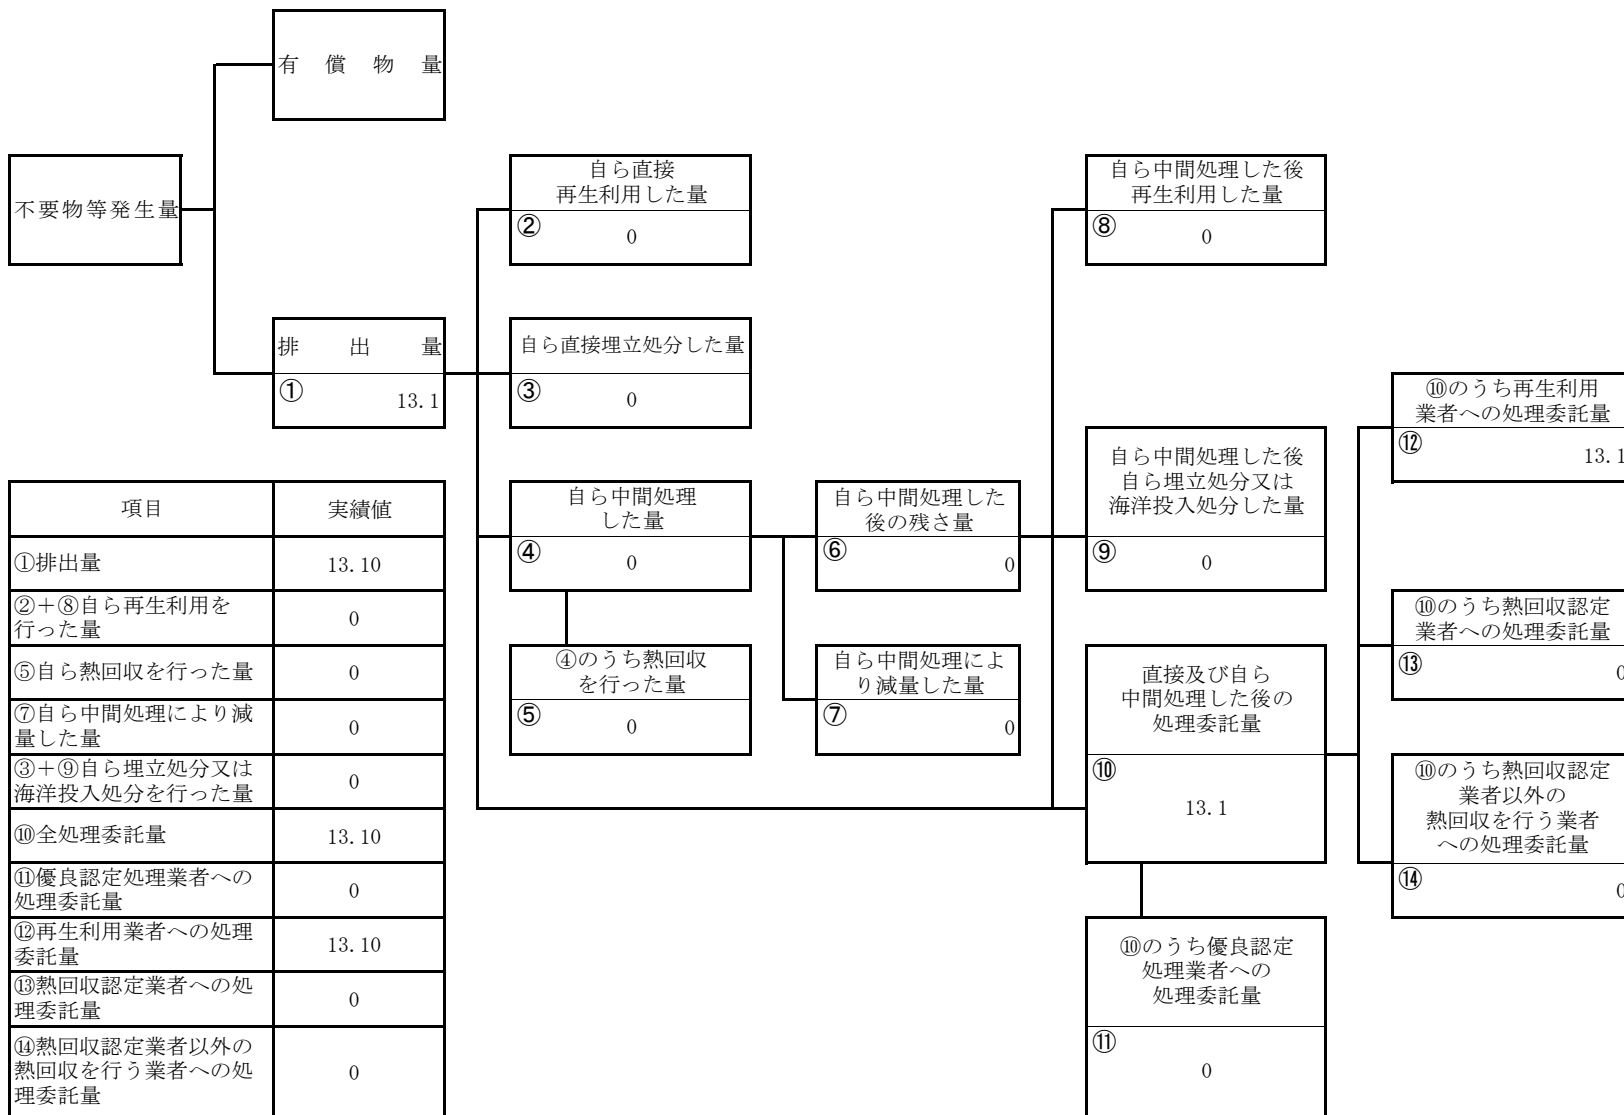 有償物量
不要物等発生量
排出量
①
13.1
自ら直接
再生利用した量
②
0
自ら直接埋立処分した量
③
0
自ら中間処理
した量
④
0
④のうち熱回収
を行った量
⑤
0
自ら中間処理した
後の残さ量
⑥
0
自ら中間処理によ
り減量した量
⑦
0
自ら中間処理した後
再生利用した量
⑧
0
自ら中間処理した後
自ら埋立処分又は
海洋投入処分した量
⑨
0
直接及び自ら
中間処理した後の
処理委託量
⑩
13.1
⑩のうち優良認定
処理業者への
処理委託量
⑪
0
⑩のうち再生利用
業者への処理委託量
⑫
13.1
⑩のうち熱回収認定
業者への処理委託量
⑬
0
⑩のうち熱回収認定
業者以外の
熱回収を行う業者
への処理委託量
⑭
0
項目 実績値
①排出量 13.10
②+⑧自ら再生利用を
行った量 0
⑤自ら熱回収を行った量 0
⑦自ら中間処理により減
量した量 0
③+⑨自ら埋立処分又は
海洋投入処分を行った量 0
⑩全処理委託量 13.10
⑪優良認定処理業者への
処理委託量 0
⑫再生利用業者への処理
委託量 13.10
⑬熱回収認定業者への処
理委託量 0
⑭熱回収認定業者以外の
熱回収を行う業者への処
理委託量 0